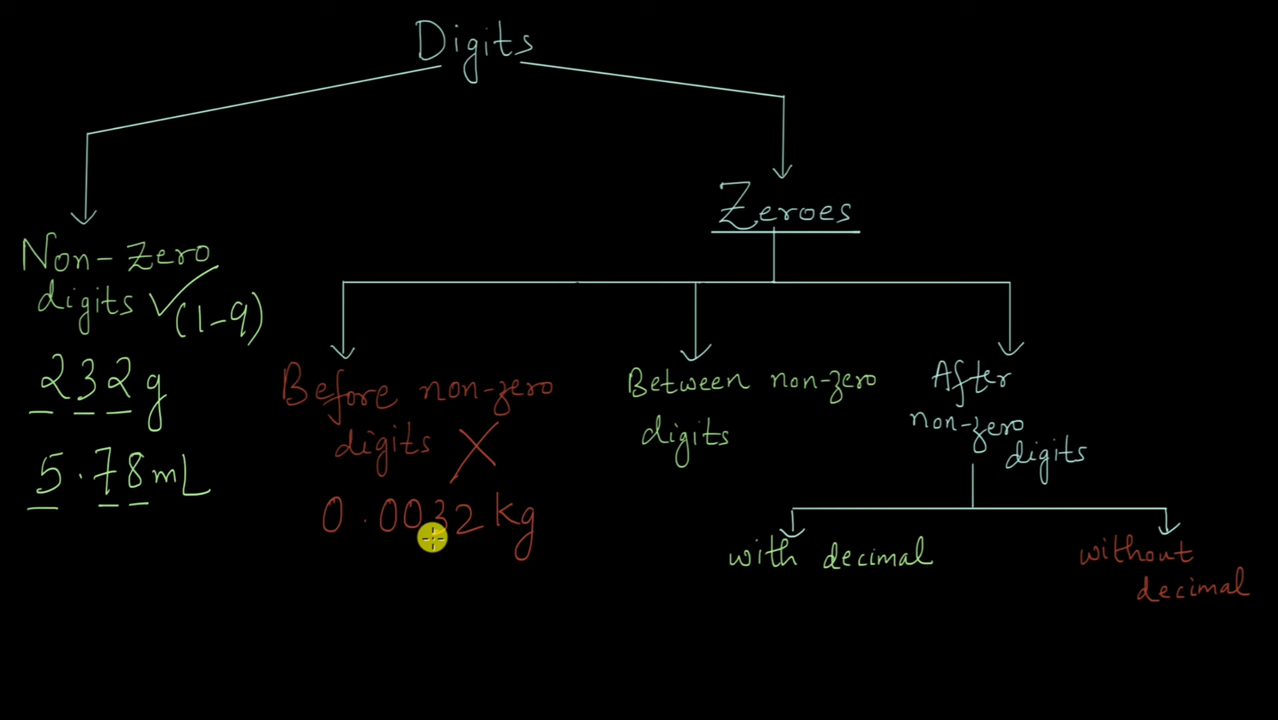 Digits
Zeroes
Non-zero
digits ✓ (1-9)
232g
5.78mL
Before non-zero
digits ✗
0.0032 kg
Between non-zero
digits
After
non-zero
digits
with decimal
without
decimal